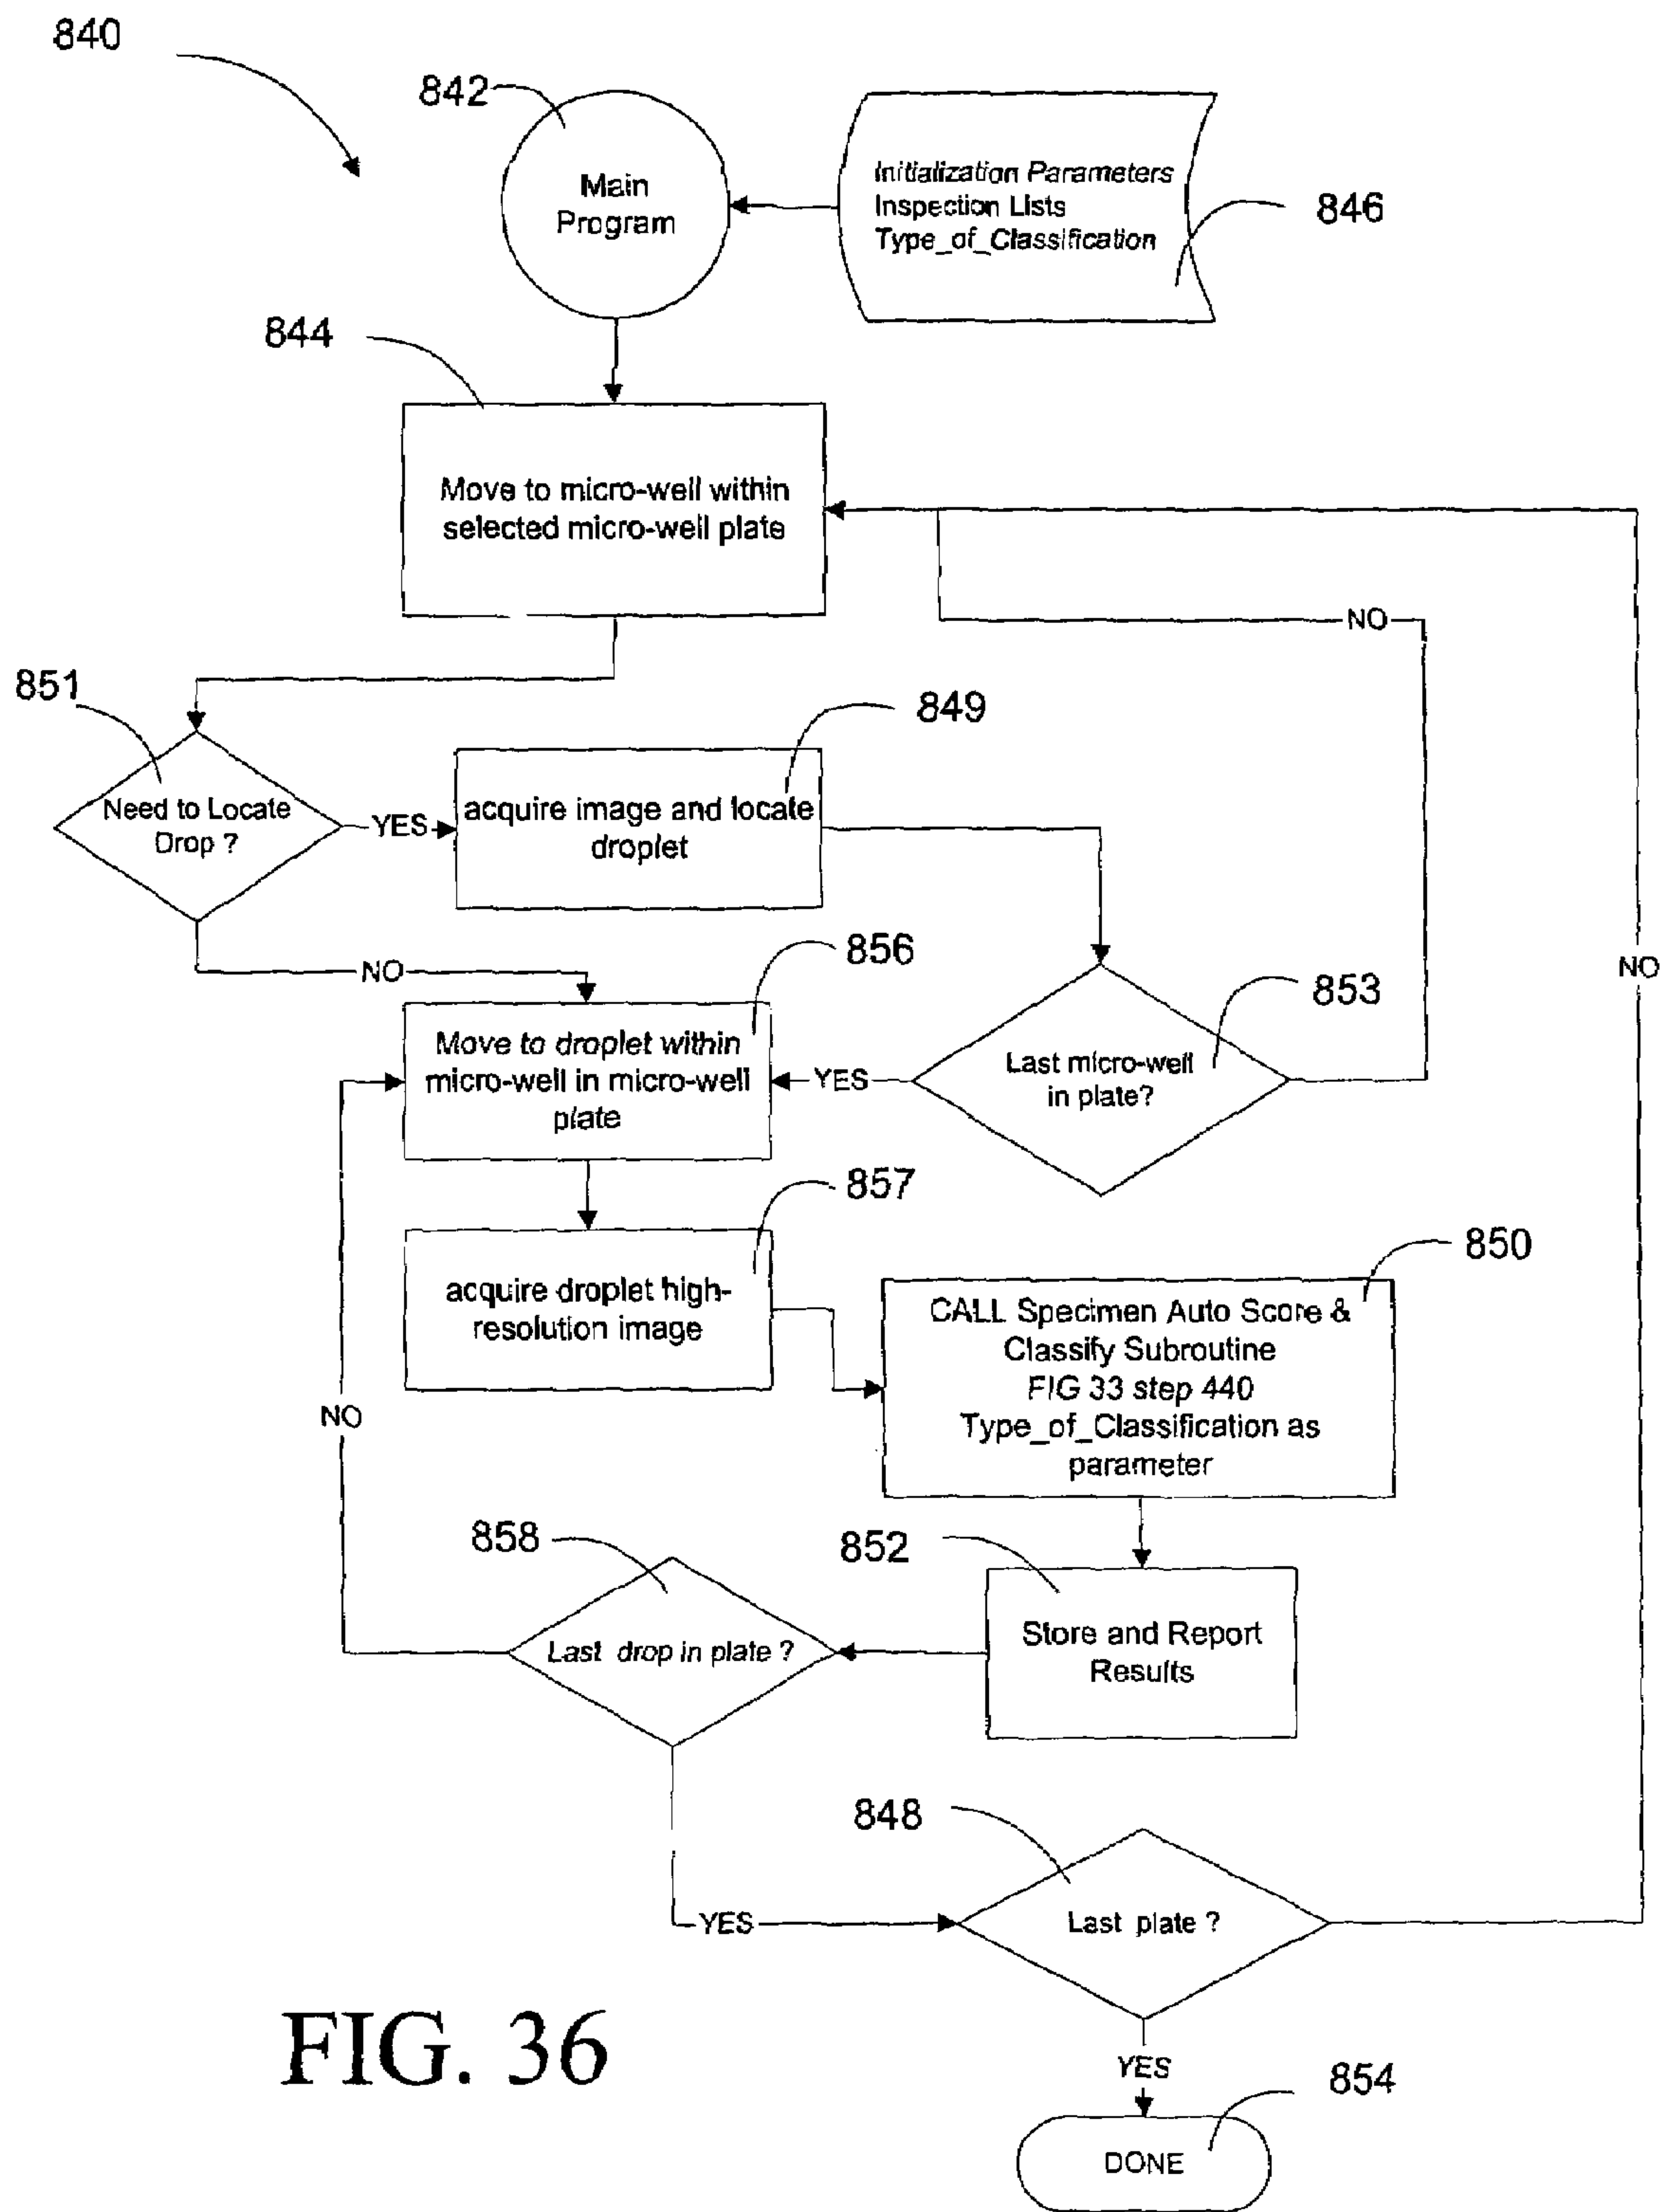 840
842
Main
Program
Initialization Parameters
Inspection Lists
Type_of_Classification
846
844
Move to micro-well within
selected micro-well plate
NO
851
849
Need to Locate
Drop ?
YES
acquire image and locate
droplet
856
NO
NO
853
Move to droplet within
micro-well in micro-well
plate
YES
Last micro-well
in plate?
857
850
acquire droplet high-
resolution image
CALL Specimen Auto Score &
Classify Subroutine
FIG 33 step 440
Type_of_Classification as
parameter
NO
858
852
Last drop in plate ?
Store and Report
Results
848
YES
Last plate ?
FIG. 36
YES
854
DONE